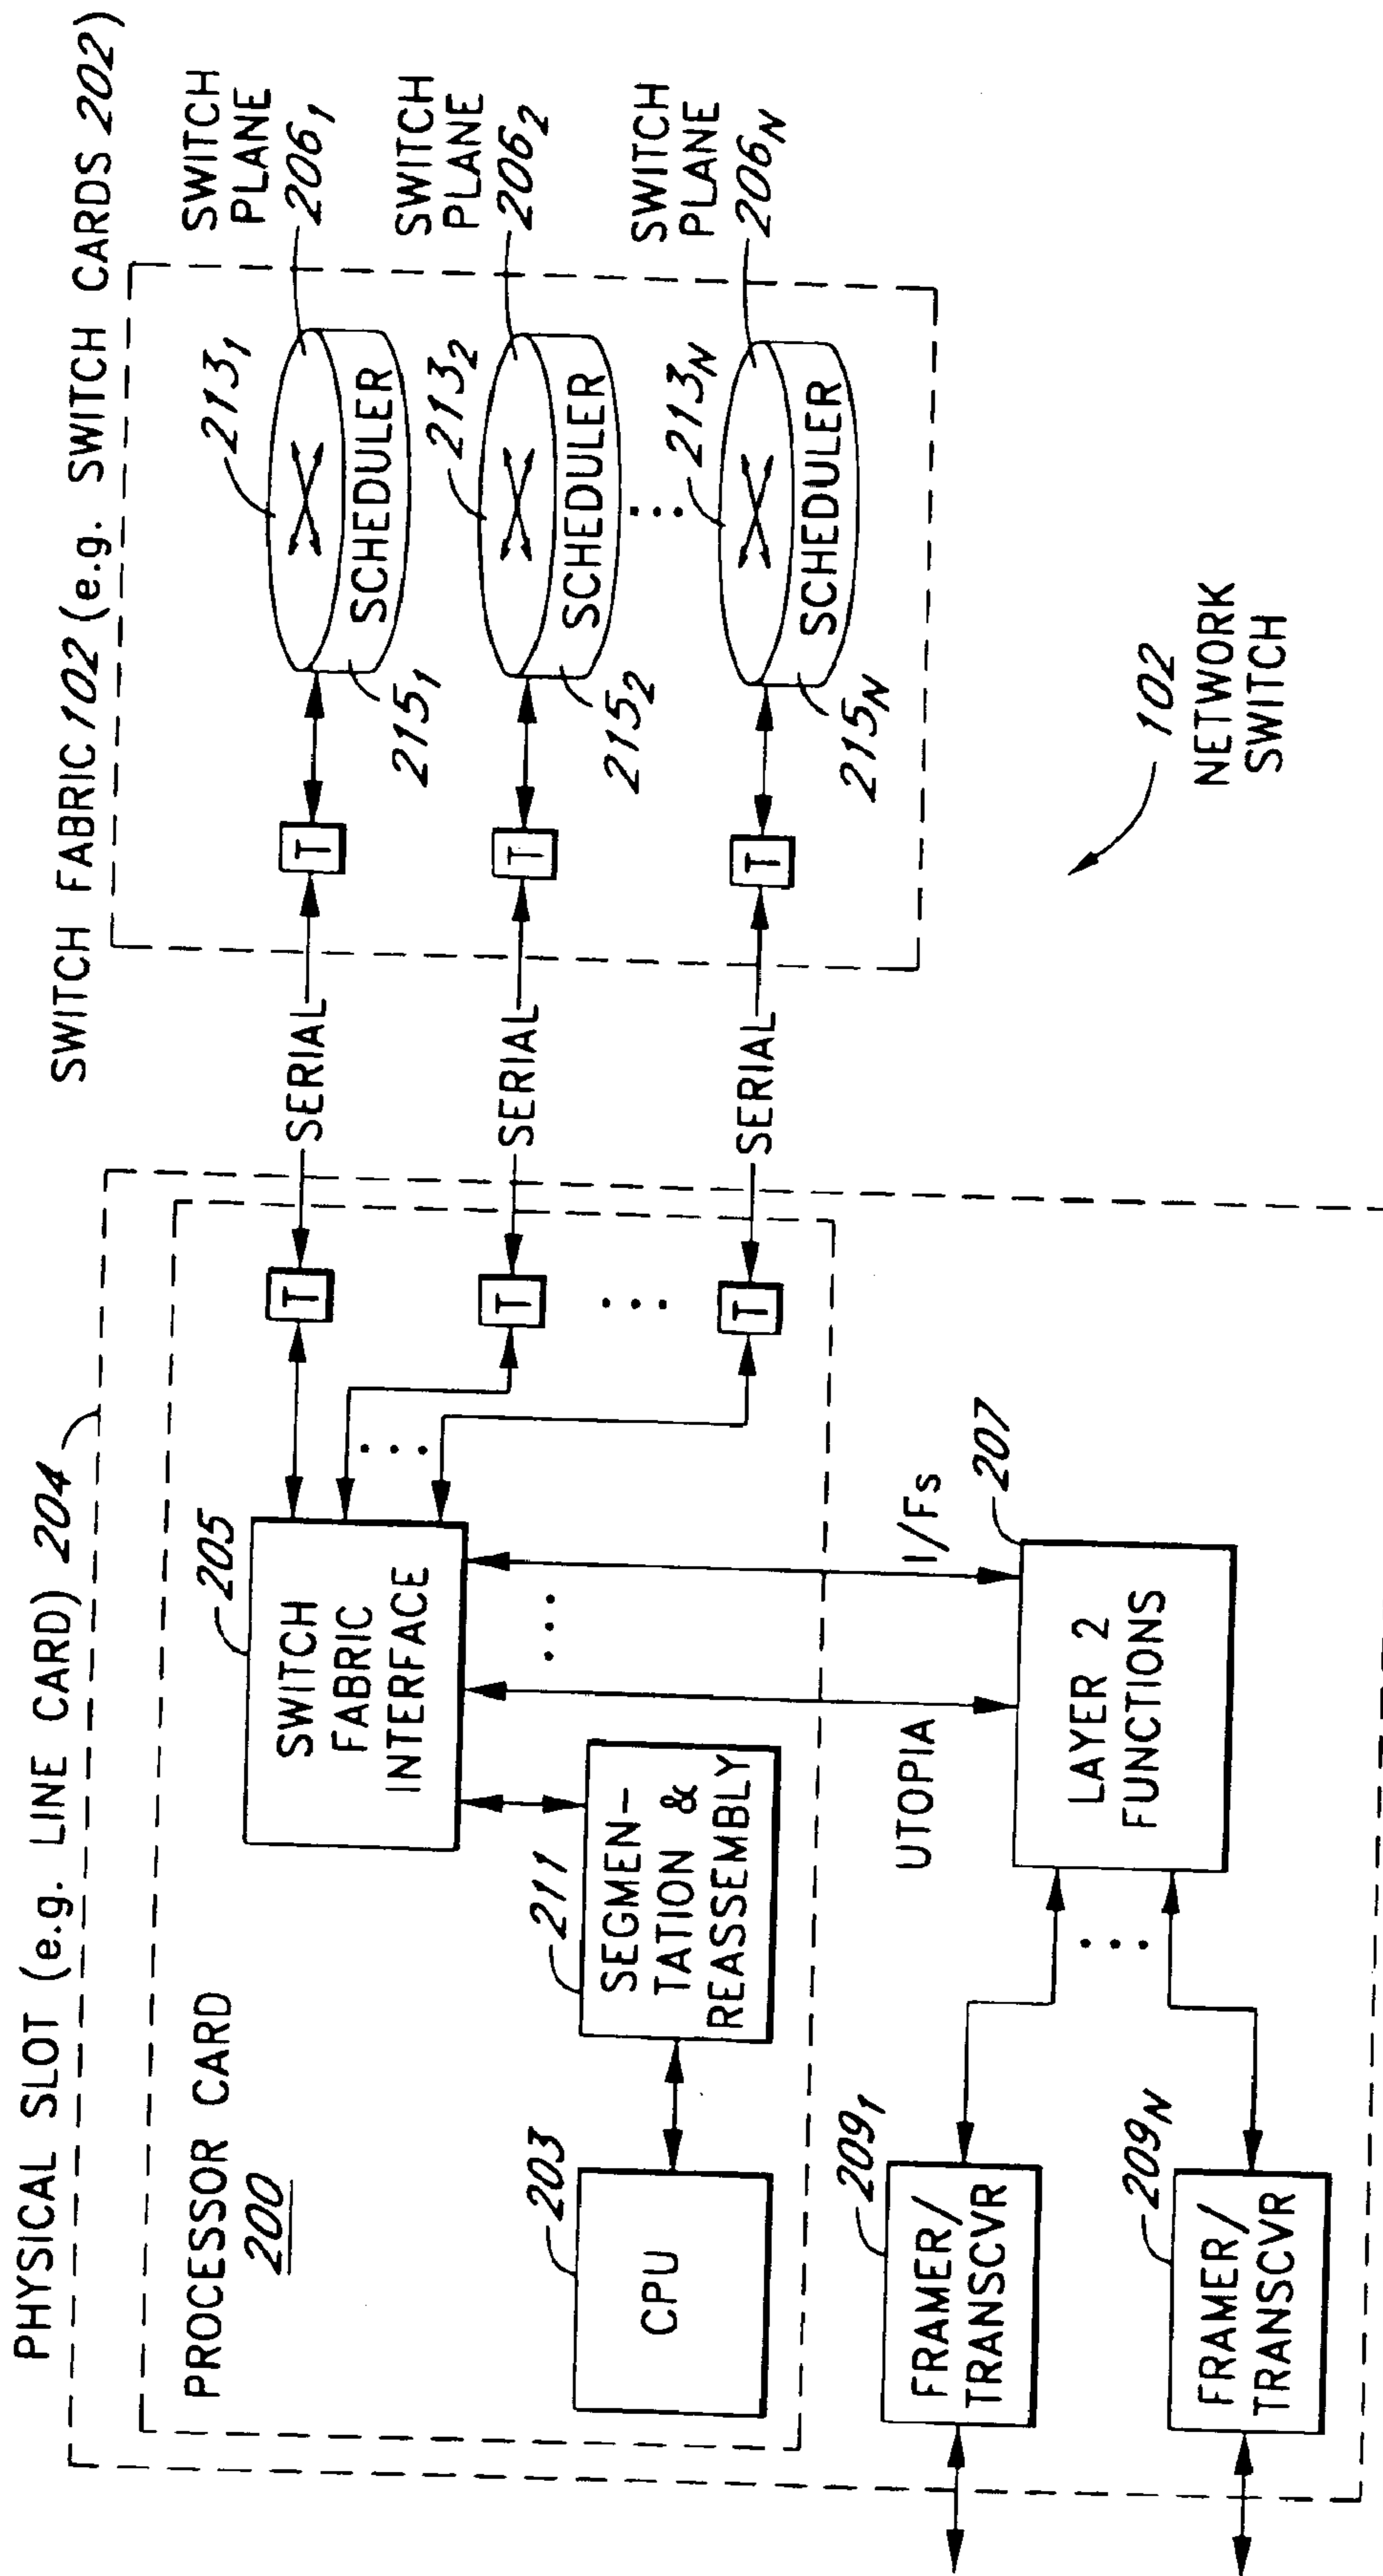 PHYSICAL SLOT (e.g. LINE CARD) 204
SWITCH FABRIC 102 (e.g. SWITCH CARDS 202)
PROCESSOR CARD
200
203
CPU
211
SEGMEN-
TATION &
REASSEMBLY
205
SWITCH
FABRIC
INTERFACE
T
T
T
SERIAL
SERIAL
SERIAL
T
T
T
213₁
SCHEDULER
215₁
SWITCH
PLANE
206₁
213₂
SCHEDULER
215₂
SWITCH
PLANE
206₂
213N
SCHEDULER
215N
SWITCH
PLANE
206N
UTOPIA
I/Fs
207
LAYER 2
FUNCTIONS
209₁
FRAMER/
TRANSCVR
209N
FRAMER/
TRANSCVR
102
NETWORK
SWITCH